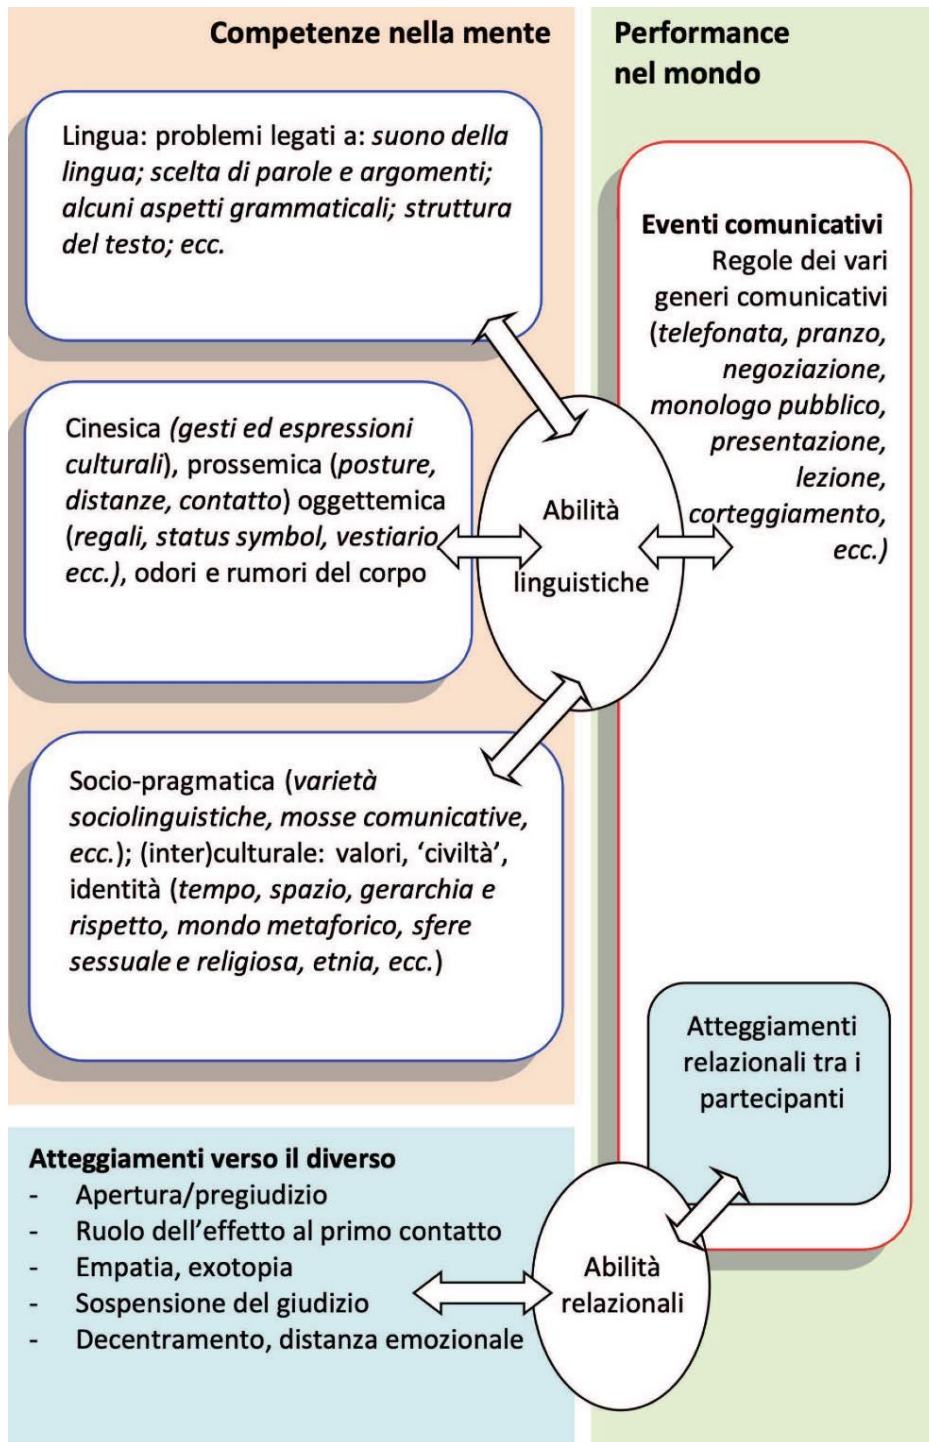 Competenze nella mente
Performance
nel mondo
Lingua: problemi legati a: suono della
lingua; scelta di parole e argomenti;
alcuni aspetti grammaticali; struttura
del testo; ecc.
Cinesica (gesti ed espressioni
culturali), prossemica (posture,
distanze, contatto) oggettemica
(regali, status symbol, vestiario,
ecc.), odori e rumori del corpo
Socio-pragmatica (varietà
sociolinguistiche, mosse comunicative,
ecc.); (inter)culturale: valori, ‘civiltà’,
identità (tempo, spazio, gerarchia e
rispetto, mondo metaforico, sfere
sessuale e religiosa, etnia, ecc.)
Abilità
linguistiche
Eventi comunicativi
Regole dei vari
generi comunicativi
(telefonata, pranzo,
negoziazione,
monologo pubblico,
presentazione,
lezione,
corteggiamento,
ecc.)
Atteggiamenti
relazionali tra i
partecipanti
Atteggiamenti verso il diverso
- Apertura/pregiudizio
- Ruolo dell’effetto al primo contatto
- Empatia, exotopia
- Sospensione del giudizio
- Decentramento, distanza emozionale
Abilità
relazionali